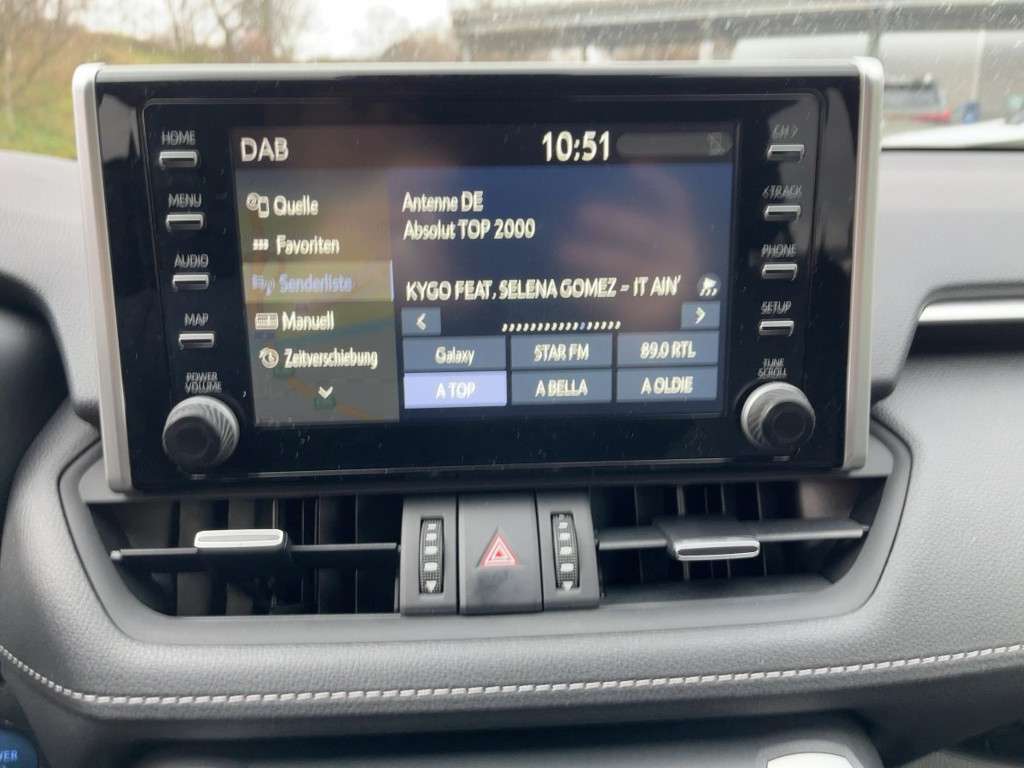 HOME
DAB
10:51
CH >
MENU
Quelle
Antenne DE
< TRACK
Favoriten
Absolut TOP 2000
AUDIO
Senderliste
KYGO FEAT. SELENA GOMEZ - IT AIN'
PHONE
MAP
Manuell
SETUP
POWER
VOLUME
Zeitverschiebung
Galaxy
STAR FM
89.0 RTL
TUNE
SCROLL
A TOP
A BELLA
A OLDIE